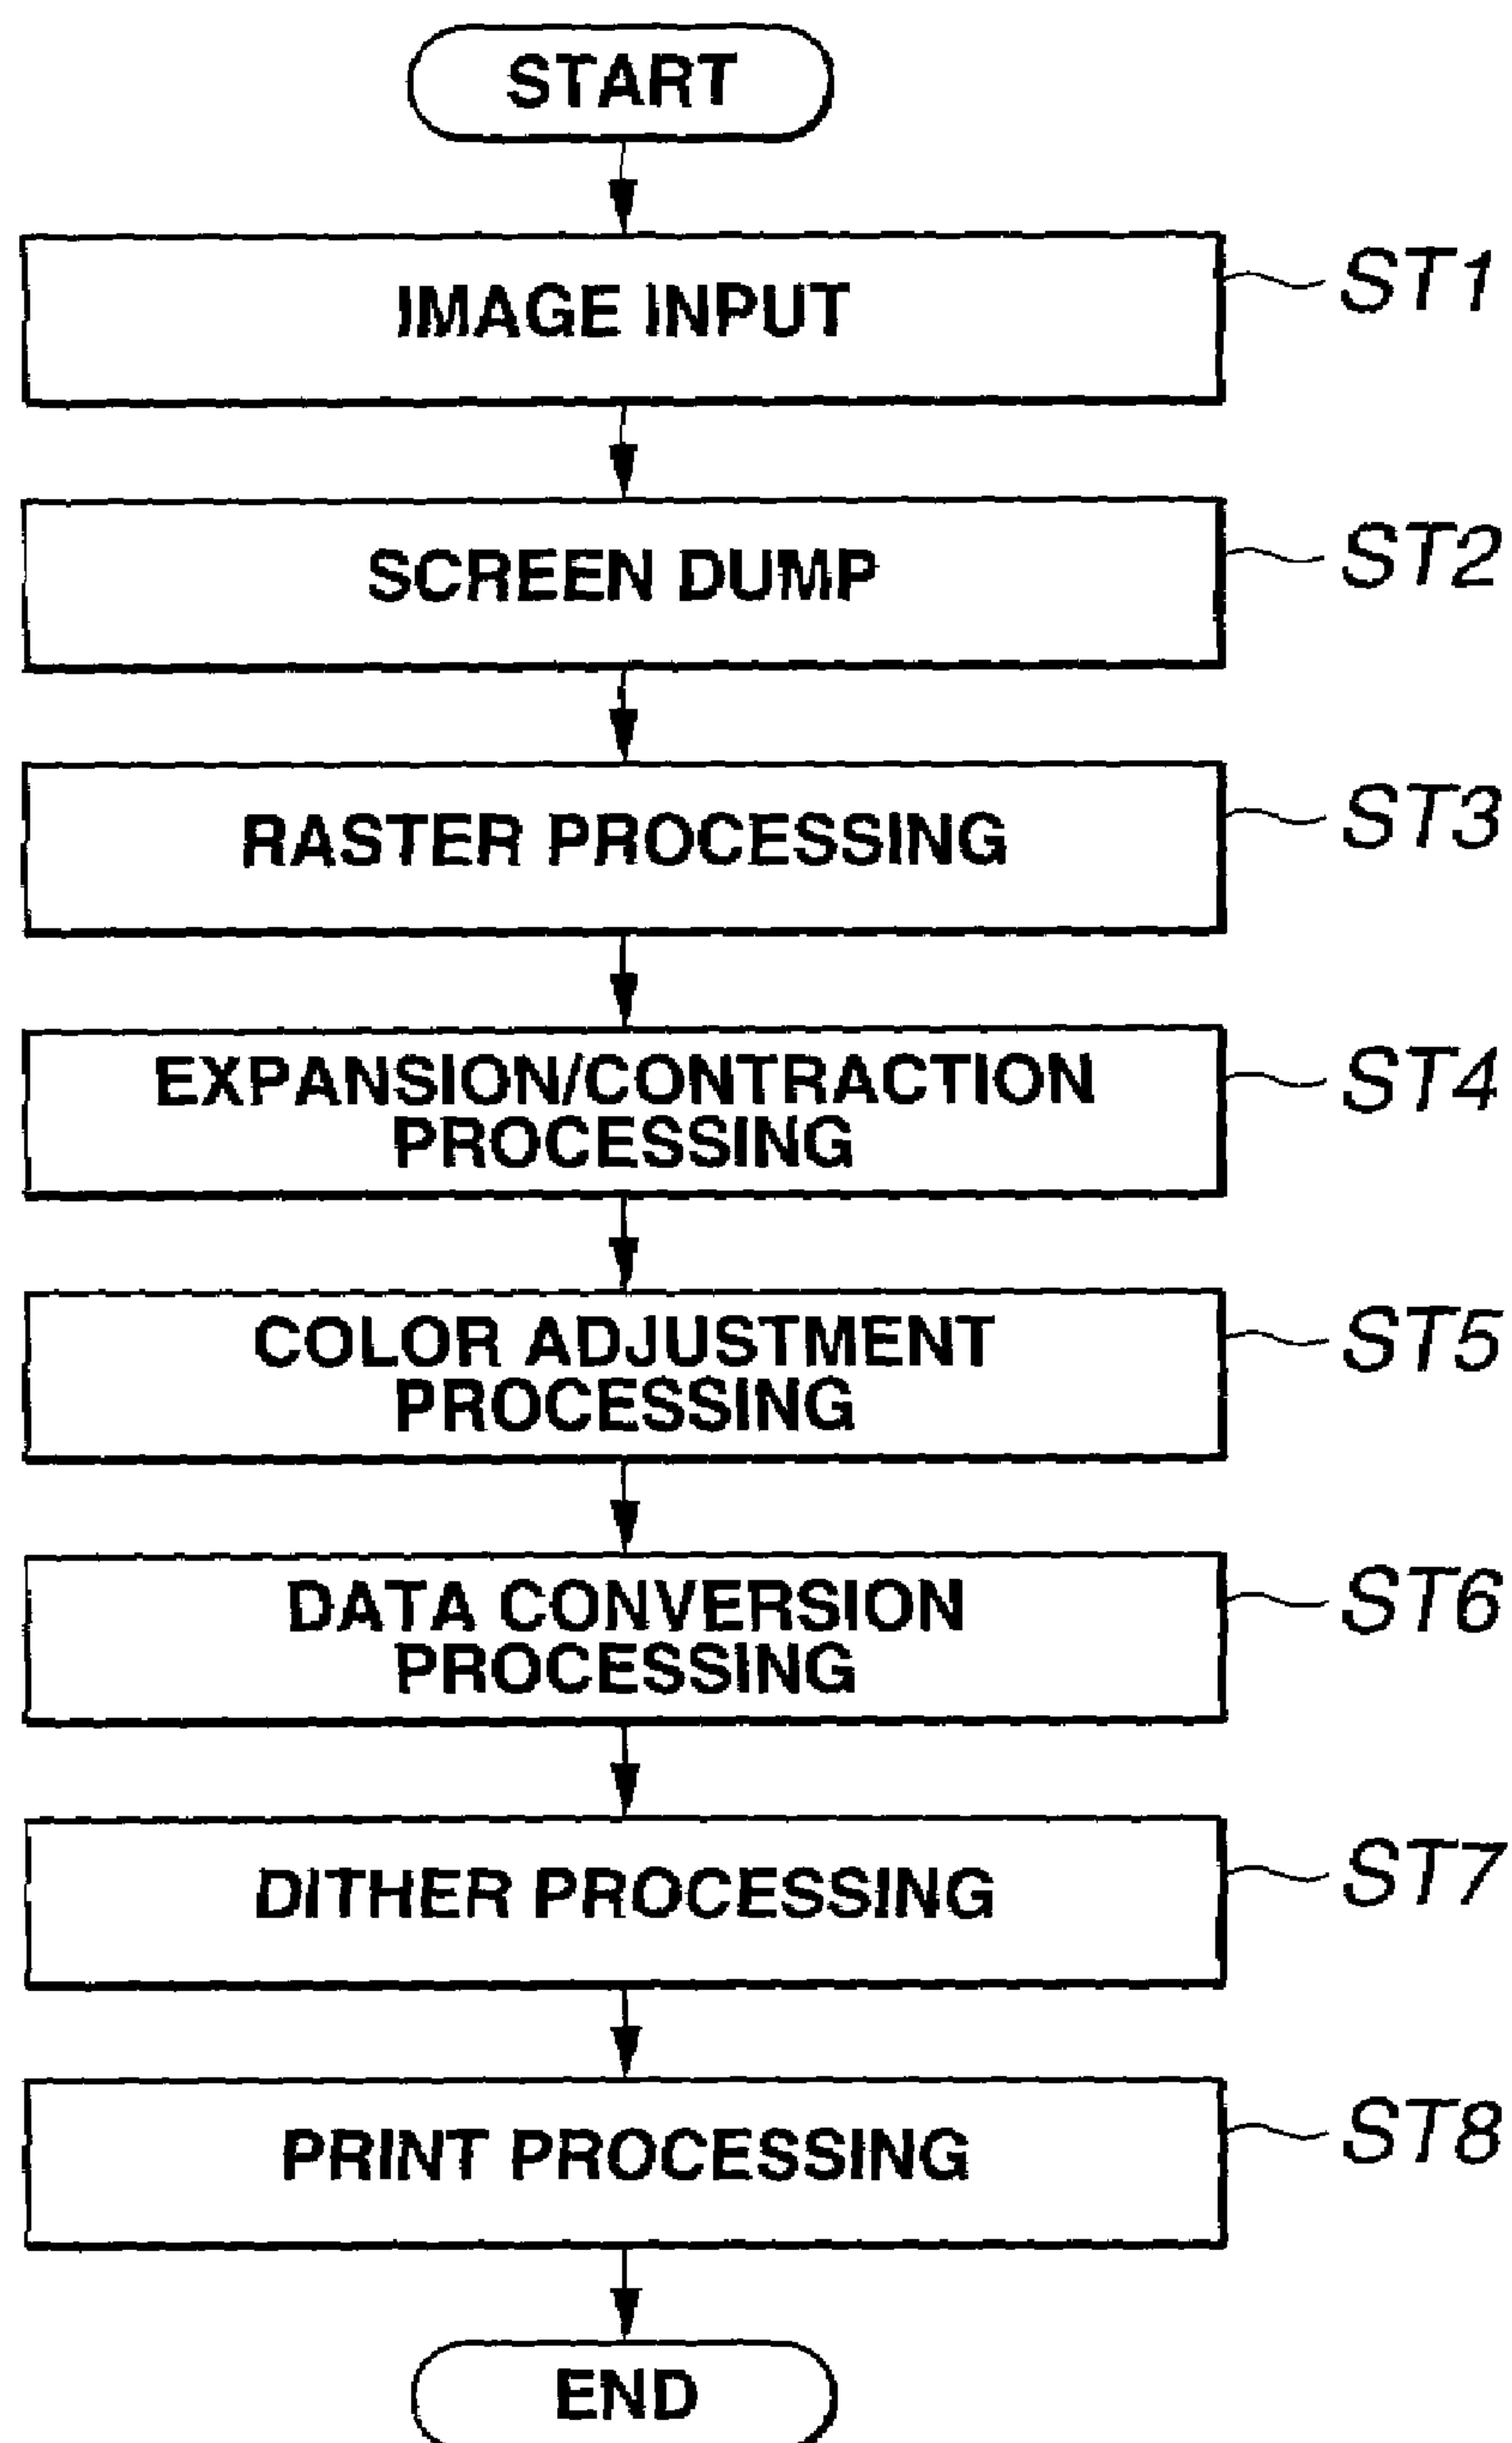 START
IMAGE INPUT
ST1
SCREEN DUMP
ST2
RASTER PROCESSING
ST3
EXPANSION/CONTRACTION
PROCESSING
ST4
COLOR ADJUSTMENT
PROCESSING
ST5
DATA CONVERSION
PROCESSING
ST6
DITHER PROCESSING
ST7
PRINT PROCESSING
ST8
END